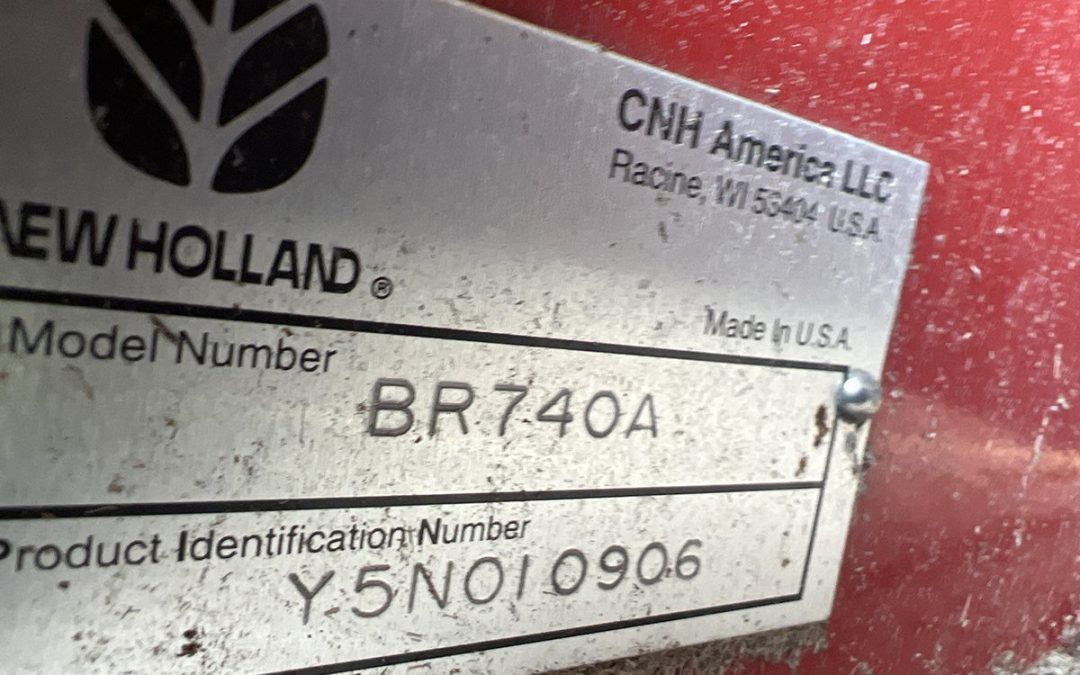 CNH America LLC
Racine, WI 53404 U.S.A.
NEW HOLLAND ®
Made In U.S.A.
Model Number
BR740A
Product Identification Number
Y5N010906